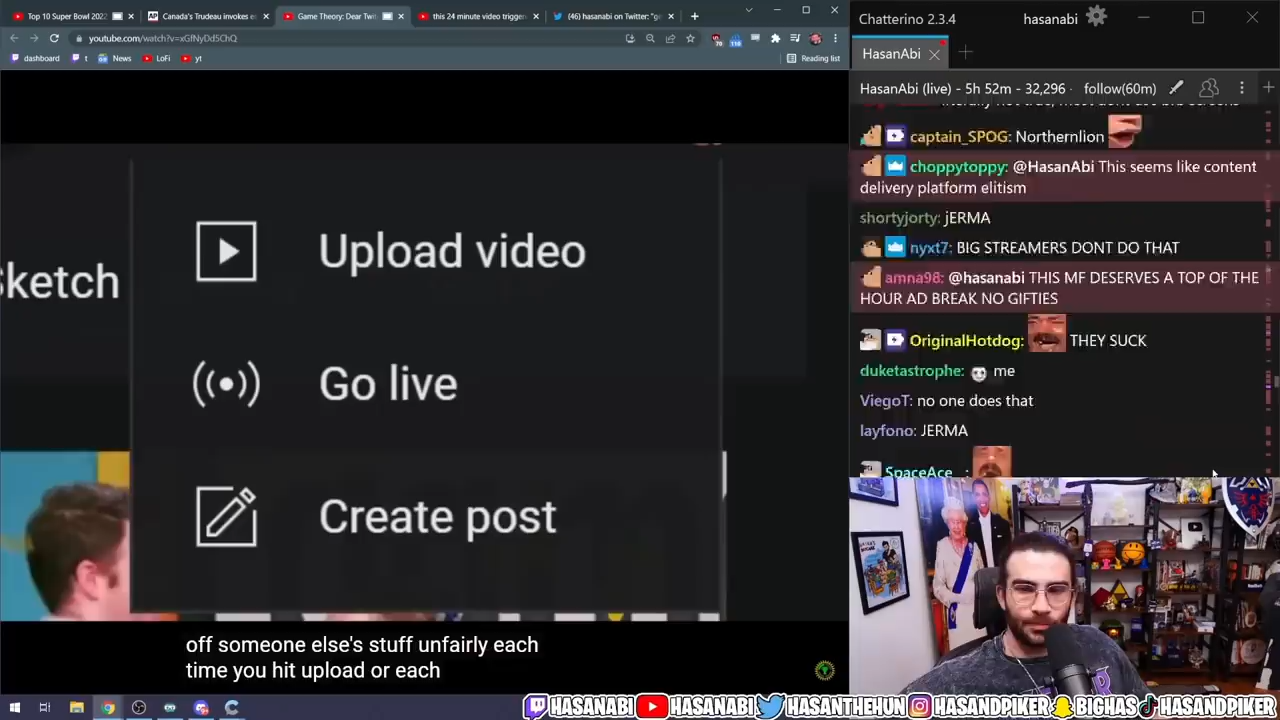 Top 10 Super Bowl 2022
Canada's Trudeau invokes e
Game Theory: Dear Twit
this 24 minute video trigger
(46) hasanabi on Twitter: "ge
youtube.com/watch?v=xGfNyDd5ChQ
dashboard
t
News
LoFi
yt
Reading list
Sketch
Upload video
Go live
Create post
off someone else's stuff unfairly each
time you hit upload or each
Chatterino 2.3.4
hasanabi
HasanAbi
HasanAbi (live) - 5h 52m - 32,296
follow(60m)
captain_SPOG: Northernlion
choppytoppy: @HasanAbi This seems like content
delivery platform elitism
shortyjorty: jERMA
nyxt7: BIG STREAMERS DONT DO THAT
amna98: @hasanabi THIS MF DESERVES A TOP OF THE
HOUR AD BREAK NO GIFTIES
OriginalHotdog: THEY SUCK
duketastrophe: me
ViegoT: no one does that
layfono: JERMA
SpaceAce_:
HASANABI HASANABI HASANTHEHUN HASANDPIKER BIGHAS HASANDPIKER